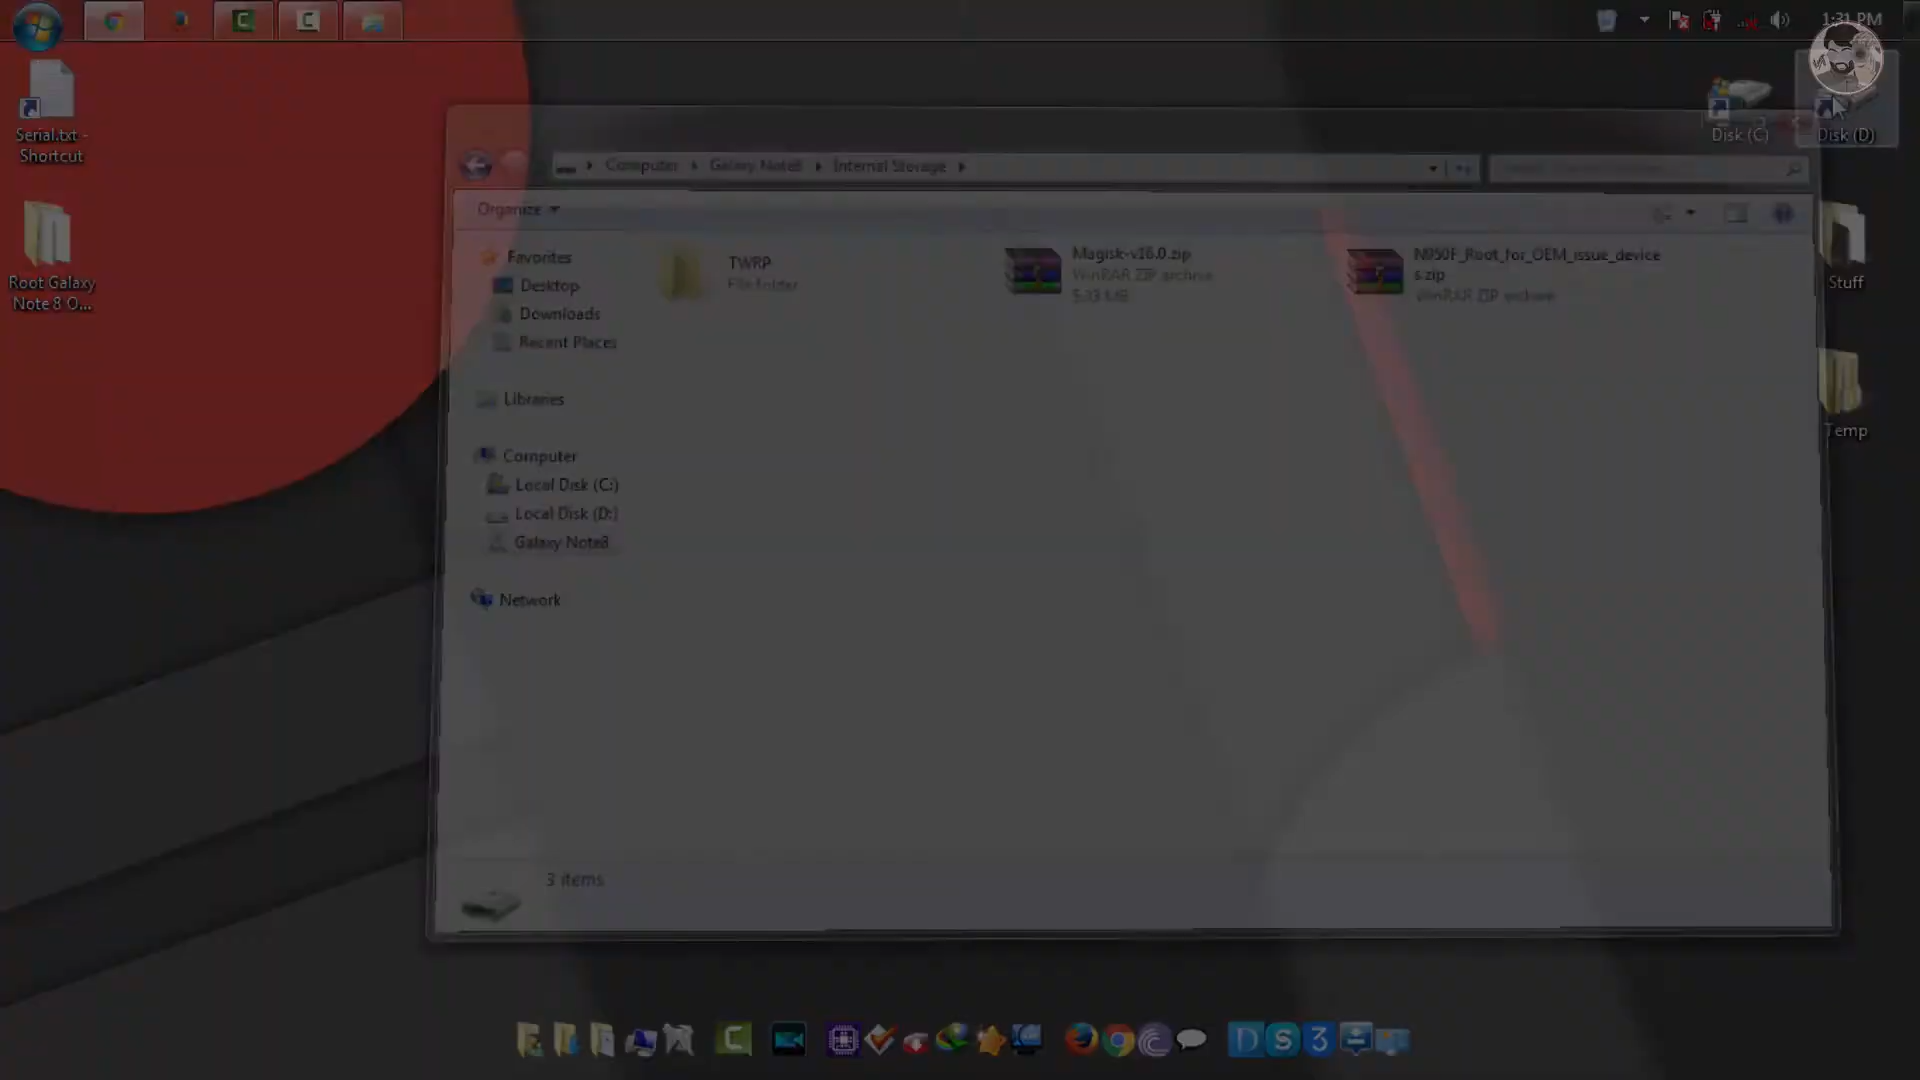 1:31 PM
Serial.txt -
Shortcut
Disk (C)
Disk (D)
Computer
Galaxy Note8
Internal Storage
Organize
Root Galaxy
Note 8 O...
Stuff
Temp
Favorites
Desktop
Downloads
Recent Places
Libraries
Computer
Local Disk (C:)
Local Disk (D:)
Galaxy Note8
Network
TWRP
File folder
Magisk-v16.0.zip
WinRAR ZIP archive
5.33 MB
N950F_Root_for_OEM_issue_device
s.zip
WinRAR ZIP archive
3 items